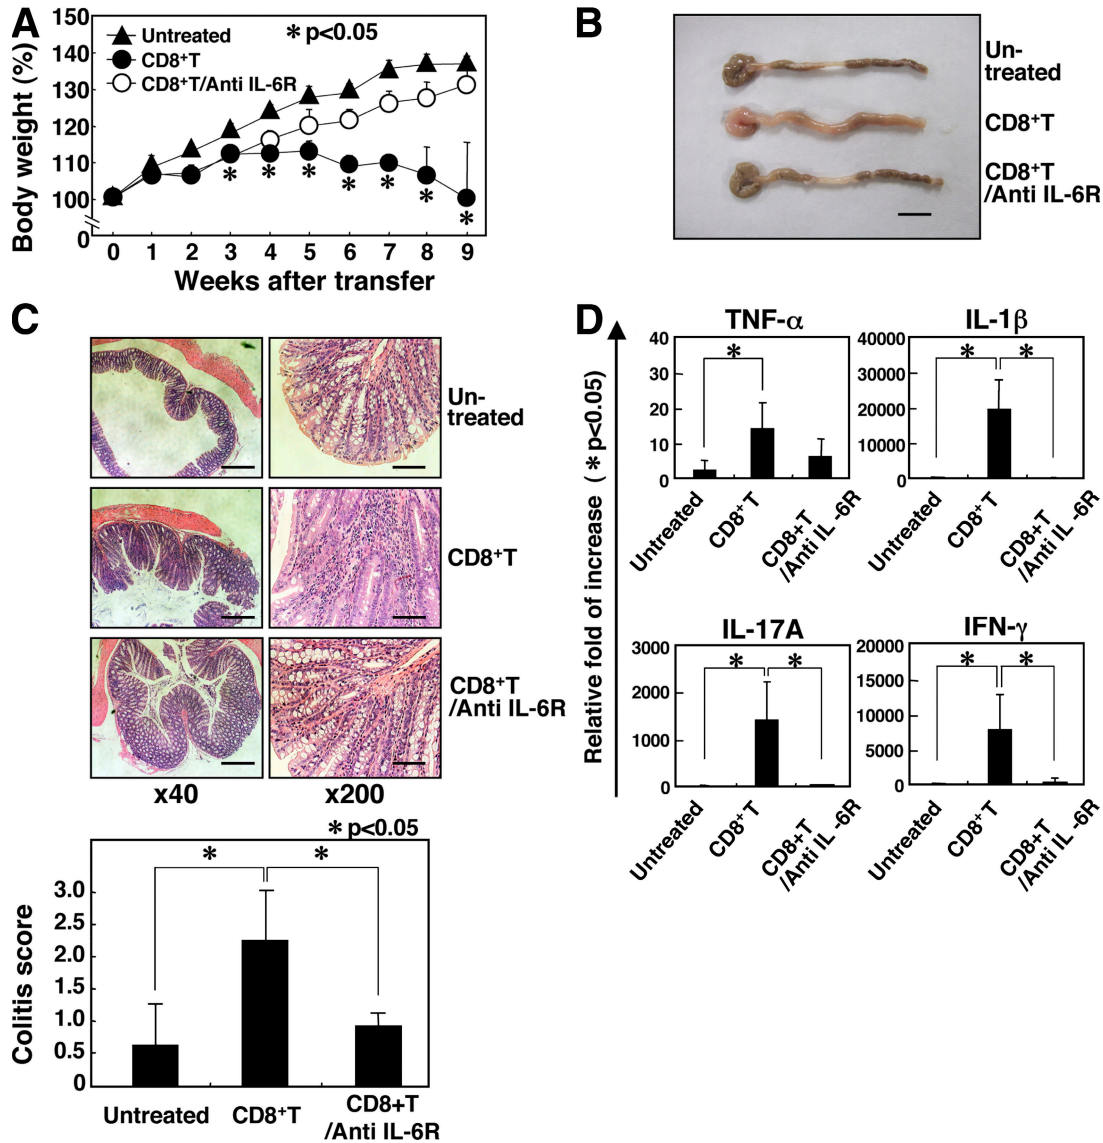 A
150
140
130
120
110
100
0
Body weight (%)
Untreated
CD8+T
CD8+T/Anti IL-6R
* p<0.05
* * * * * * *
0 1 2 3 4 5 6 7 8 9
Weeks after transfer
B
Un-
treated
CD8+T
CD8+T
/Anti IL-6R
C
Un-
treated
CD8+T
CD8+T
/Anti IL-6R
x40 x200
* p<0.05
* *
3.0
2.5
2.0
1.5
1.0
0.5
0
Colitis score
Untreated CD8+T CD8+T
/Anti IL-6R
D
Relative fold of increase ( * p<0.05)
TNF-α
40
30
20
10
0
*
Untreated
CD8+T
CD8+T
/Anti IL -6R
IL-1β
40000
30000
20000
10000
0
* *
Untreated
CD8+T
CD8+T
/Anti IL -6R
IL-17A
3000
2000
1000
0
* *
Untreated
CD8+T
CD8+T
/Anti IL -6R
IFN-γ
20000
15000
10000
5000
0
* *
Untreated
CD8+T
CD8+T
/Anti IL -6R